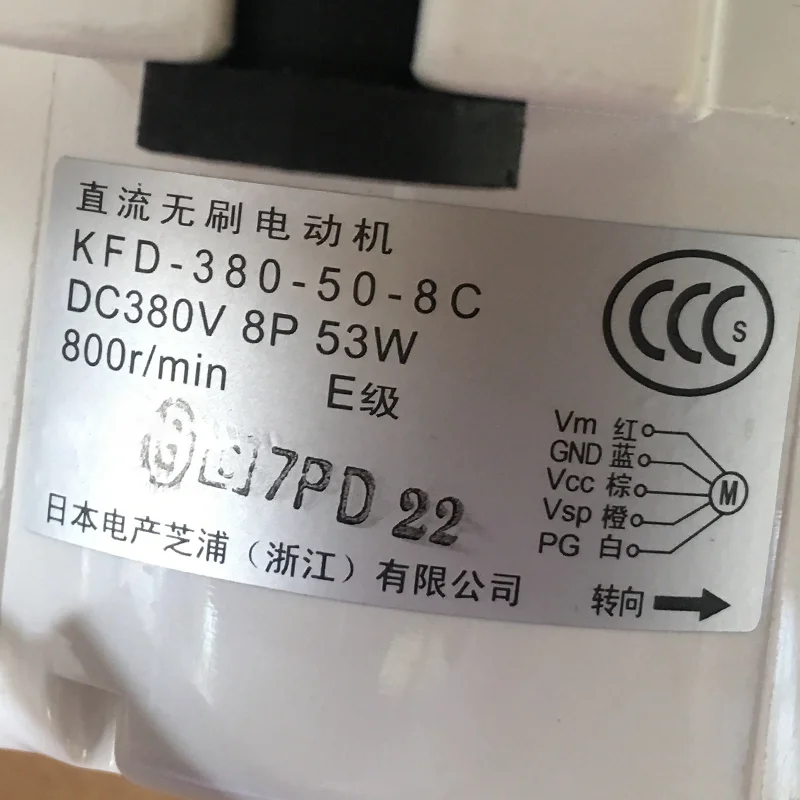 直流无刷电动机
KFD-380-50-8C
DC380V 8P 53W
800r/min E级
7PD 22
日本电产芝浦（浙江）有限公司
CCC S
Vm 红
GND 蓝
Vcc 棕
Vsp 橙
PG 白
M
转向